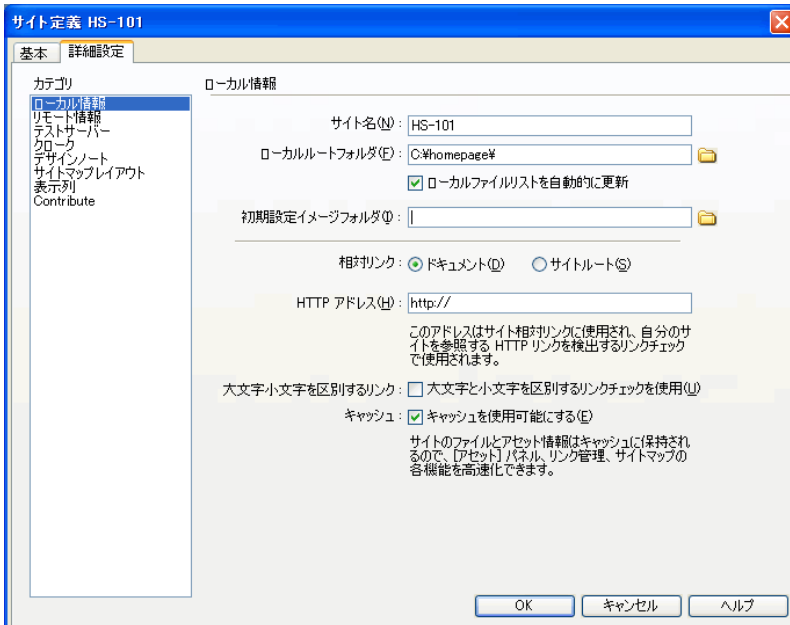 サイト定義 HS-101
基本
詳細設定
カテゴリ
ローカル情報
リモート情報
テストサーバー
クローク
デザインノート
サイトマップレイアウト
表示列
Contribute
ローカル情報
サイト名(N)： HS-101
ローカルルートフォルダ(F)： C:¥homepage¥
ローカルファイルリストを自動的に更新
初期設定イメージフォルダ(I)：
相対リンク： ドキュメント(D) サイトルート(S)
HTTP アドレス(H)： http://
このアドレスはサイト相対リンクに使用され、自分のサ
イトを参照する HTTP リンクを検出するリンクチェック
で使用されます。
大文字小文字を区別するリンク： 大文字と小文字を区別するリンクチェックを使用(U)
キャッシュ： キャッシュを使用可能にする(E)
サイトのファイルとアセット情報はキャッシュに保持され
るので、[アセット] パネル、リンク管理、サイトマップの
各機能を高速化できます。
OK キャンセル ヘルプ